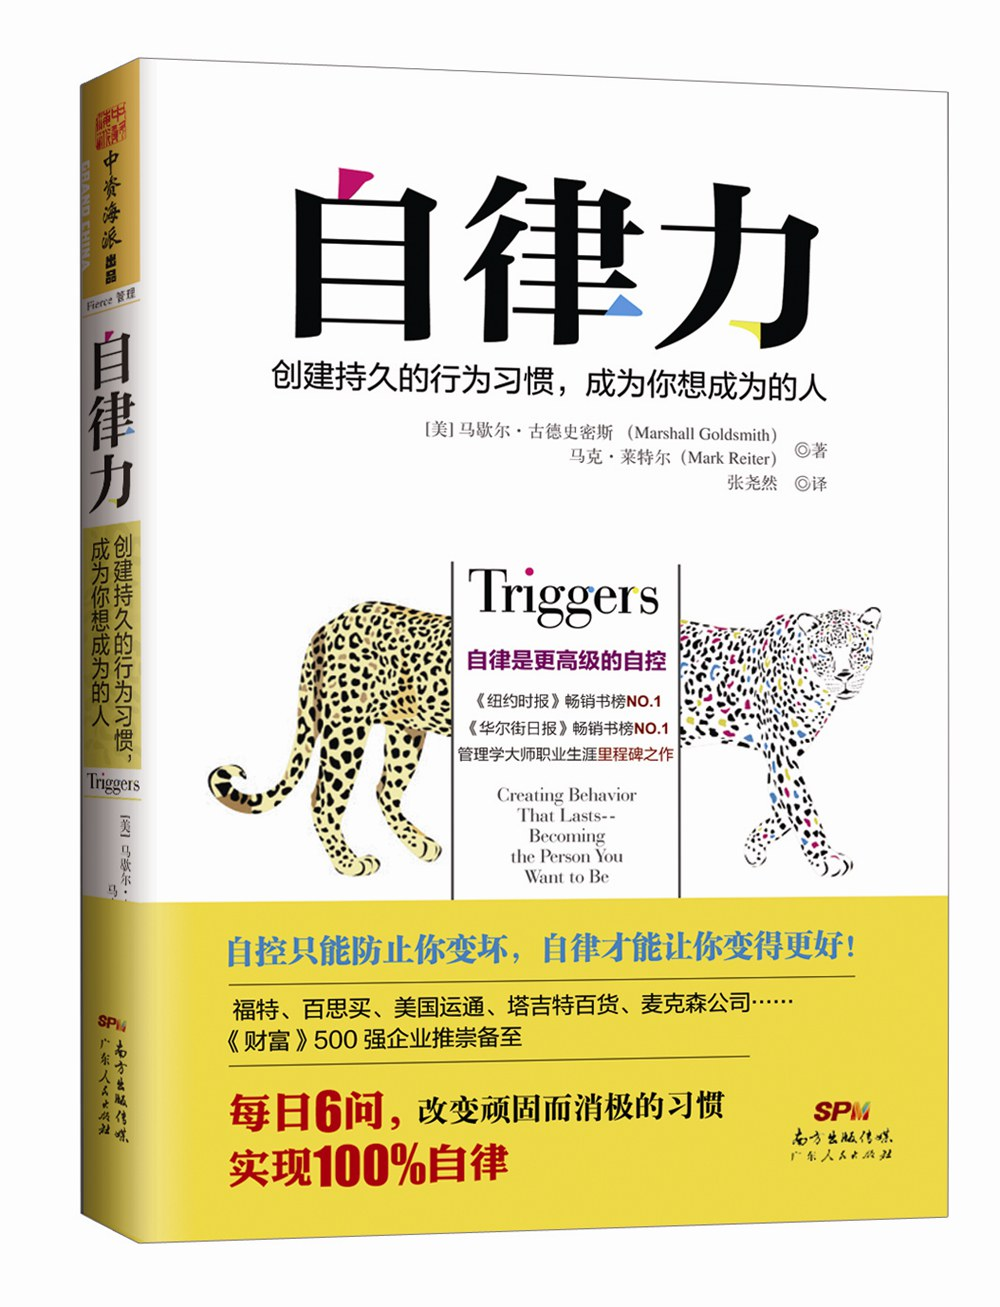 中资海派出品
GRAND CHINA
Fierce 管理
自律力
创建持久的行为习惯，
成为你想成为的人
Triggers
[美] 马歇尔·
马
SPM
南方出版传媒
广东人民出版社
自律力
创建持久的行为习惯，成为你想成为的人
[美] 马歇尔·古德史密斯 （Marshall Goldsmith）
马克·莱特尔（Mark Reiter）
◎著
张尧然 ◎译
Triggers
自律是更高级的自控
《纽约时报》畅销书榜NO.1
《华尔街日报》畅销书榜NO.1
管理学大师职业生涯里程碑之作
Creating Behavior
That Lasts--
Becoming
the Person You
Want to Be
自控只能防止你变坏，自律才能让你变得更好！
福特、百思买、美国运通、塔吉特百货、麦克森公司……
《财富》500 强企业推崇备至
每日6问，改变顽固而消极的习惯
实现100%自律
SPM
南方出版传媒
广东人民出版社